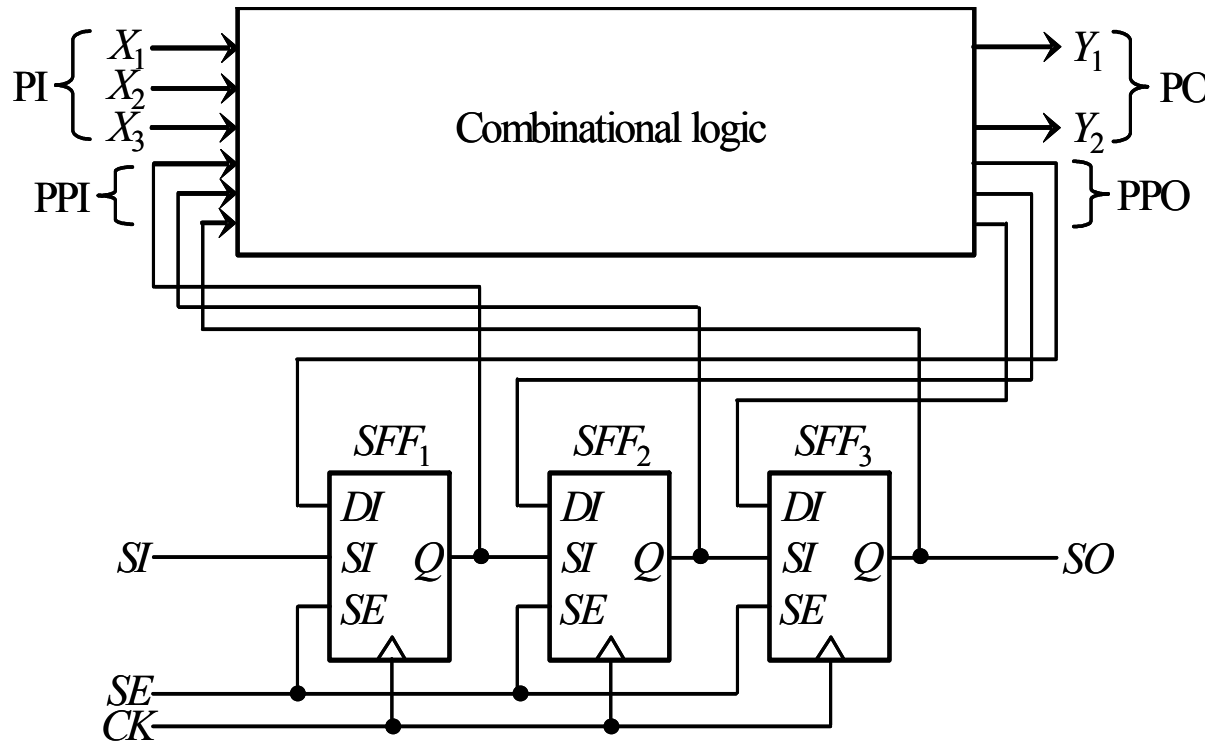 PI
X1
X2
X3
PPI
Combinational logic
Y1
Y2
PO
PPO
SFF1
SFF2
SFF3
DI
SI
Q
SE
DI
SI
Q
SE
DI
SI
Q
SE
SI
SO
SE
CK